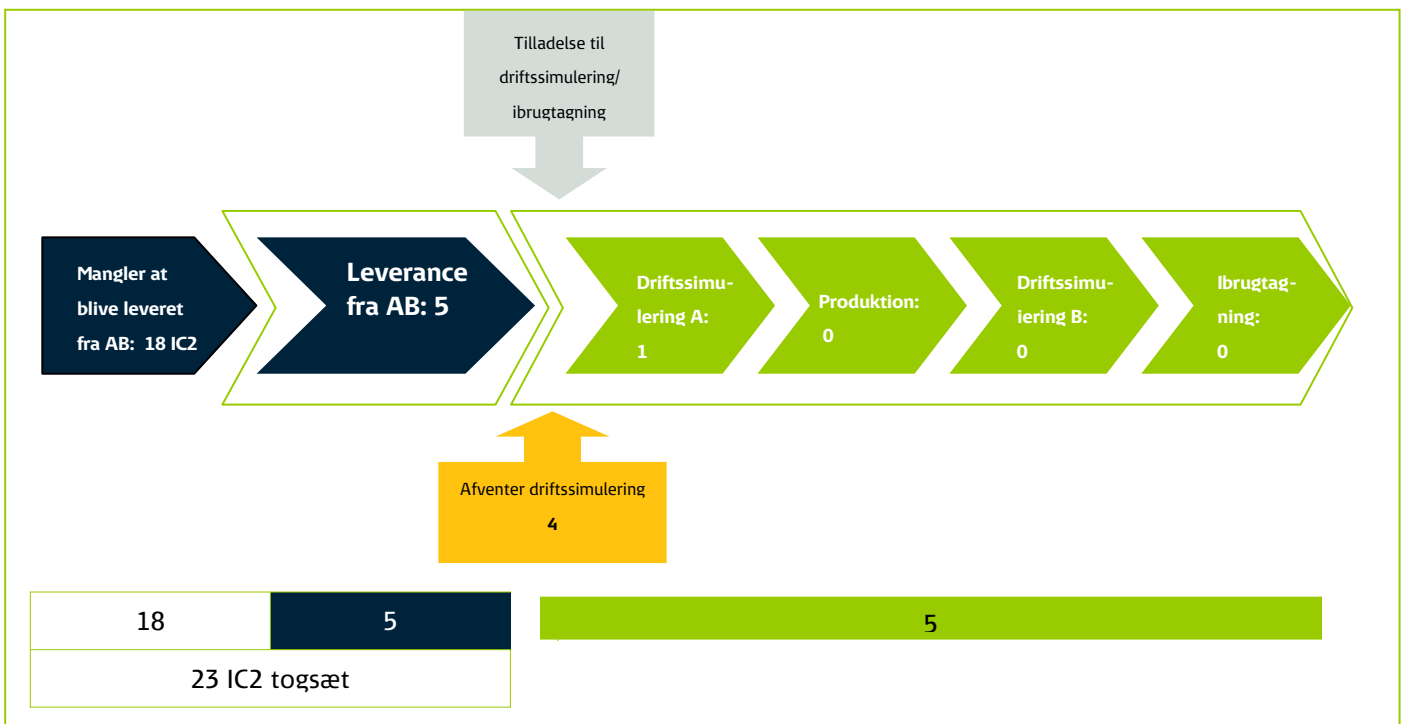 Tilladelse til
driftssimulering/
ibrugtagning
Mangler at
blive leveret
fra AB: 18 IC2
Leverance
fra AB: 5
Driftssimu-
lering A:
1
Produktion:
0
Driftssimu-
iering B:
0
Ibrugtag-
ning:
0
Afventer driftssimulering
4
18
5
5
23 IC2 togsæt